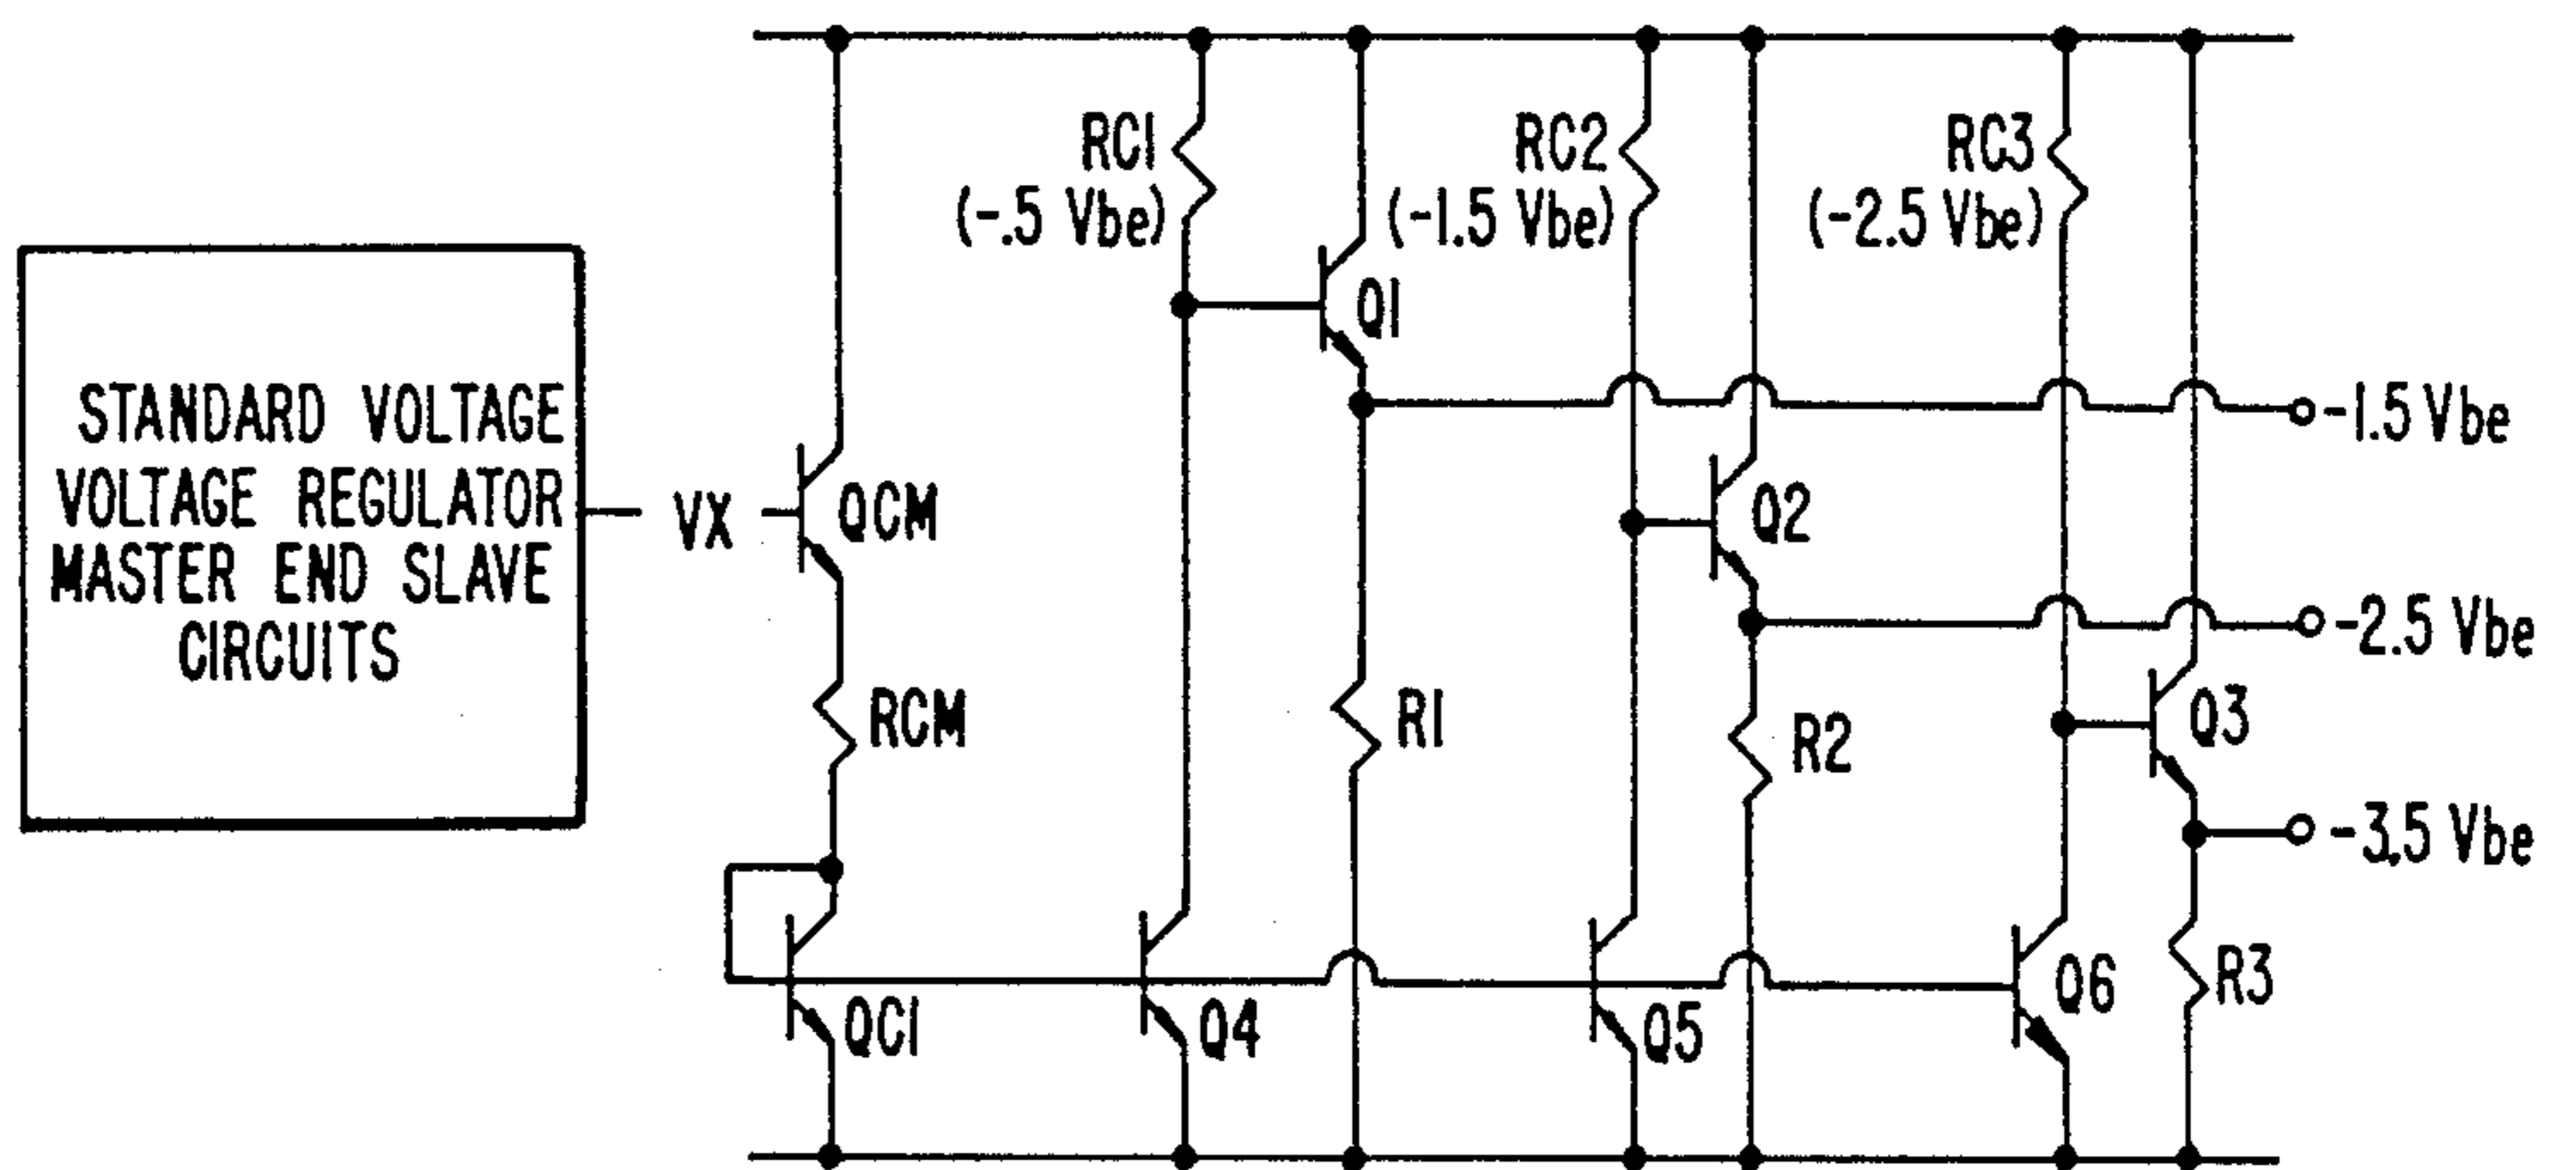 STANDARD VOLTAGE
VOLTAGE REGULATOR
MASTER END SLAVE
CIRCUITS
VX
QCM
RCM
QC1
RC1
(-.5 Vbe)
Q1
R1
Q4
RC2
(-1.5 Vbe)
Q2
R2
Q5
RC3
(-2.5 Vbe)
Q3
R3
Q6
-1.5 Vbe
-2.5 Vbe
-3.5 Vbe